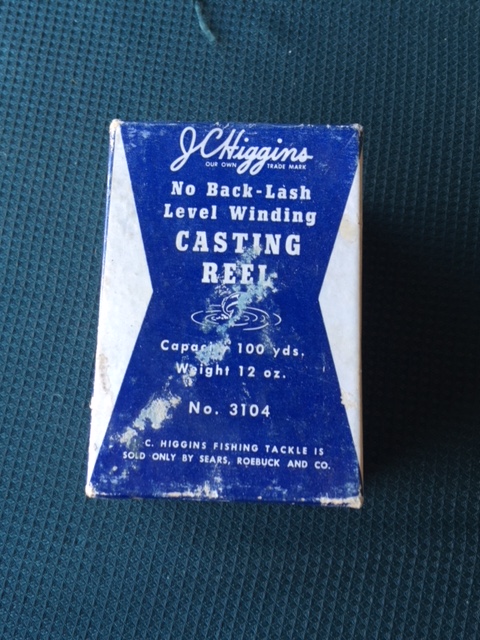 JCHiggins
OUR OWN TRADE MARK
No Back-Lash
Level Winding
CASTING
REEL
Capacity 100 yds.
Weight 12 oz.
No. 3104
C. HIGGINS FISHING TACKLE IS
SOLD ONLY BY SEARS, ROEBUCK AND CO.